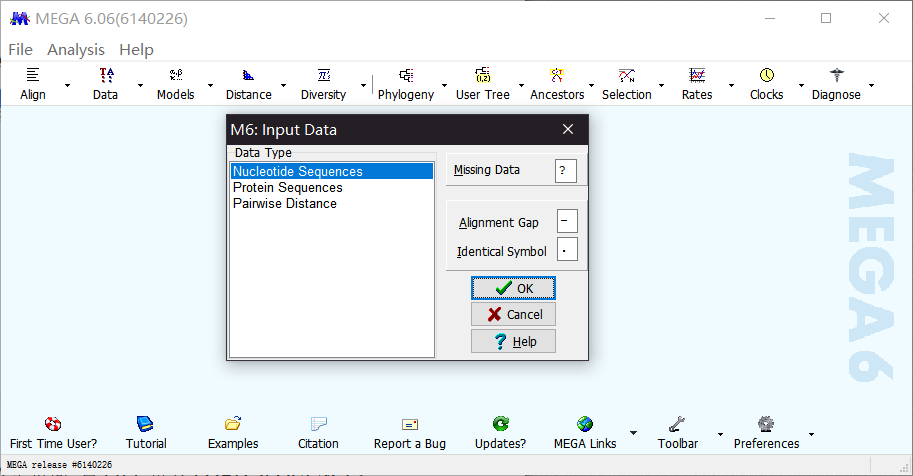 MEGA 6.06(6140226)
File Analysis Help
Align Data Models Distance Diversity Phylogeny User Tree Ancestors Selection Rates Clocks Diagnose
M6: Input Data
Data Type
Nucleotide Sequences
Protein Sequences
Pairwise Distance
Missing Data ?
Alignment Gap -
Identical Symbol .
OK
Cancel
Help
MEGA6
First Time User? Tutorial Examples Citation Report a Bug Updates? MEGA Links Toolbar Preferences
MEGA release #6140226